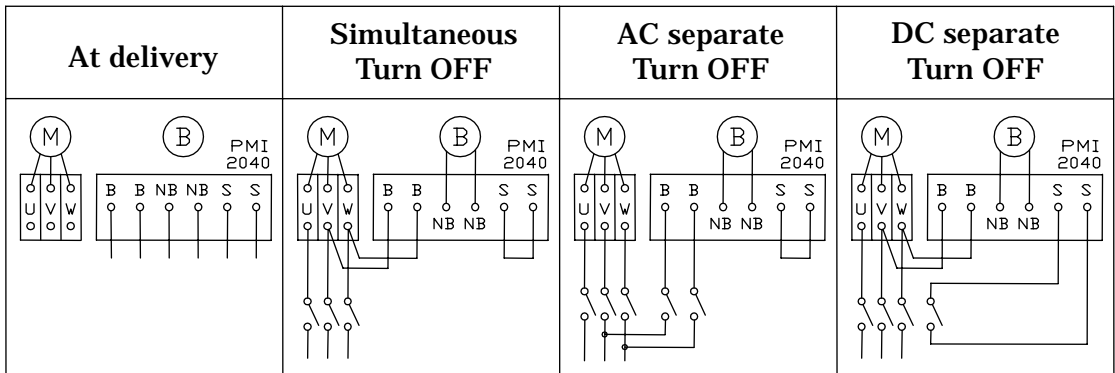 At delivery
Simultaneous
Turn OFF
AC separate
Turn OFF
DC separate
Turn OFF
M B PMI
2040
B B NB NB S S
U V W
M B PMI
2040
B B S S
U V W NB NB
M B PMI
2040
B B S S
U V W NB NB
M B PMI
2040
B B S S
U V W NB NB